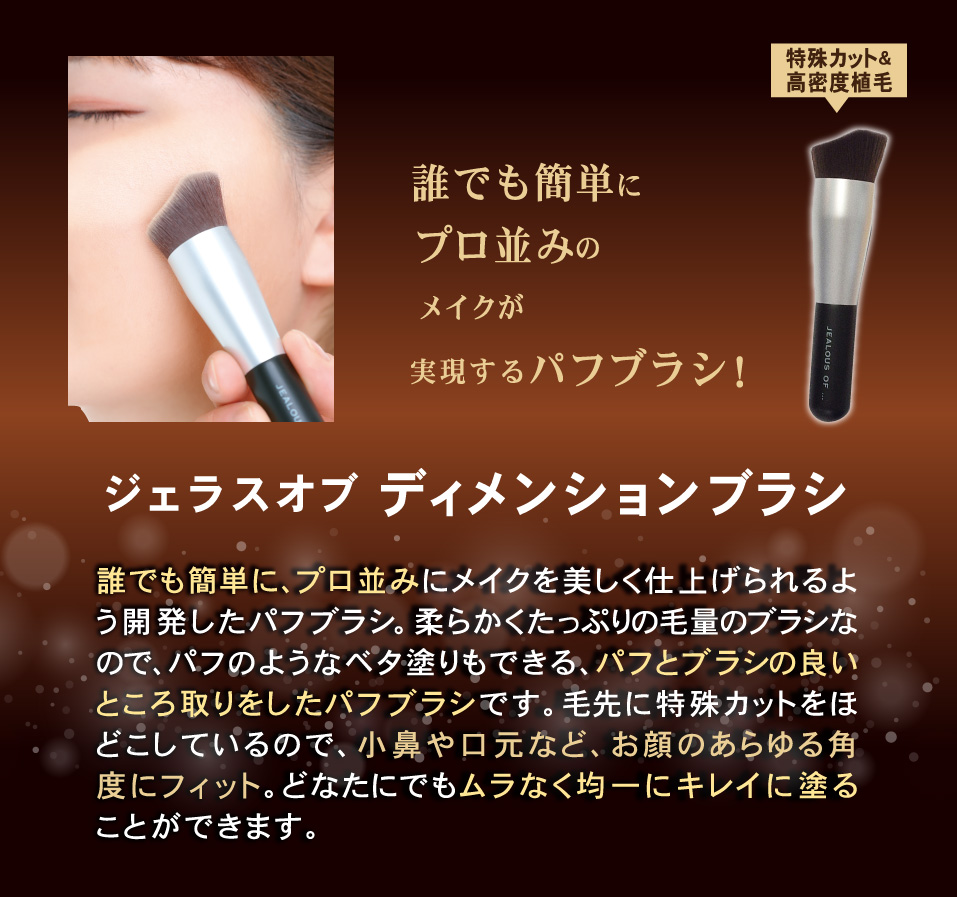 特殊カット&
高密度植毛
誰でも簡単に
プロ並みの
メイクが
実現するパフブラシ!
JEALOUS OF ...
JEALOU
ジェラスオブ ディメンションブラシ
誰でも簡単に、プロ並みにメイクを美しく仕上げられるよ
う開発したパフブラシ。柔らかくたっぷりの毛量のブラシな
ので、パフのようなベタ塗りもできる、パフとブラシの良い
ところ取りをしたパフブラシです。毛先に特殊カットをほ
どこしているので、小鼻や口元など、お顔のあらゆる角
度にフィット。どなたにでもムラなく均一にキレイに塗る
ことができます。